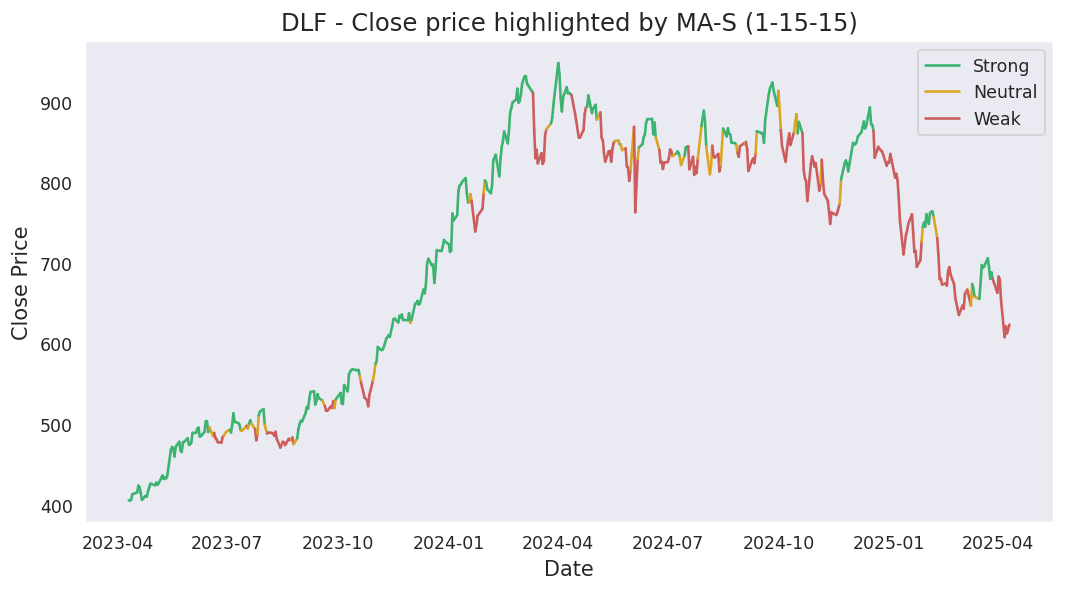 DLF - Close price highlighted by MA-S (1-15-15)
Strong
Neutral
Weak
Close Price
900
800
700
600
500
400
2023-04 2023-07 2023-10 2024-01 2024-04 2024-07 2024-10 2025-01 2025-04
Date